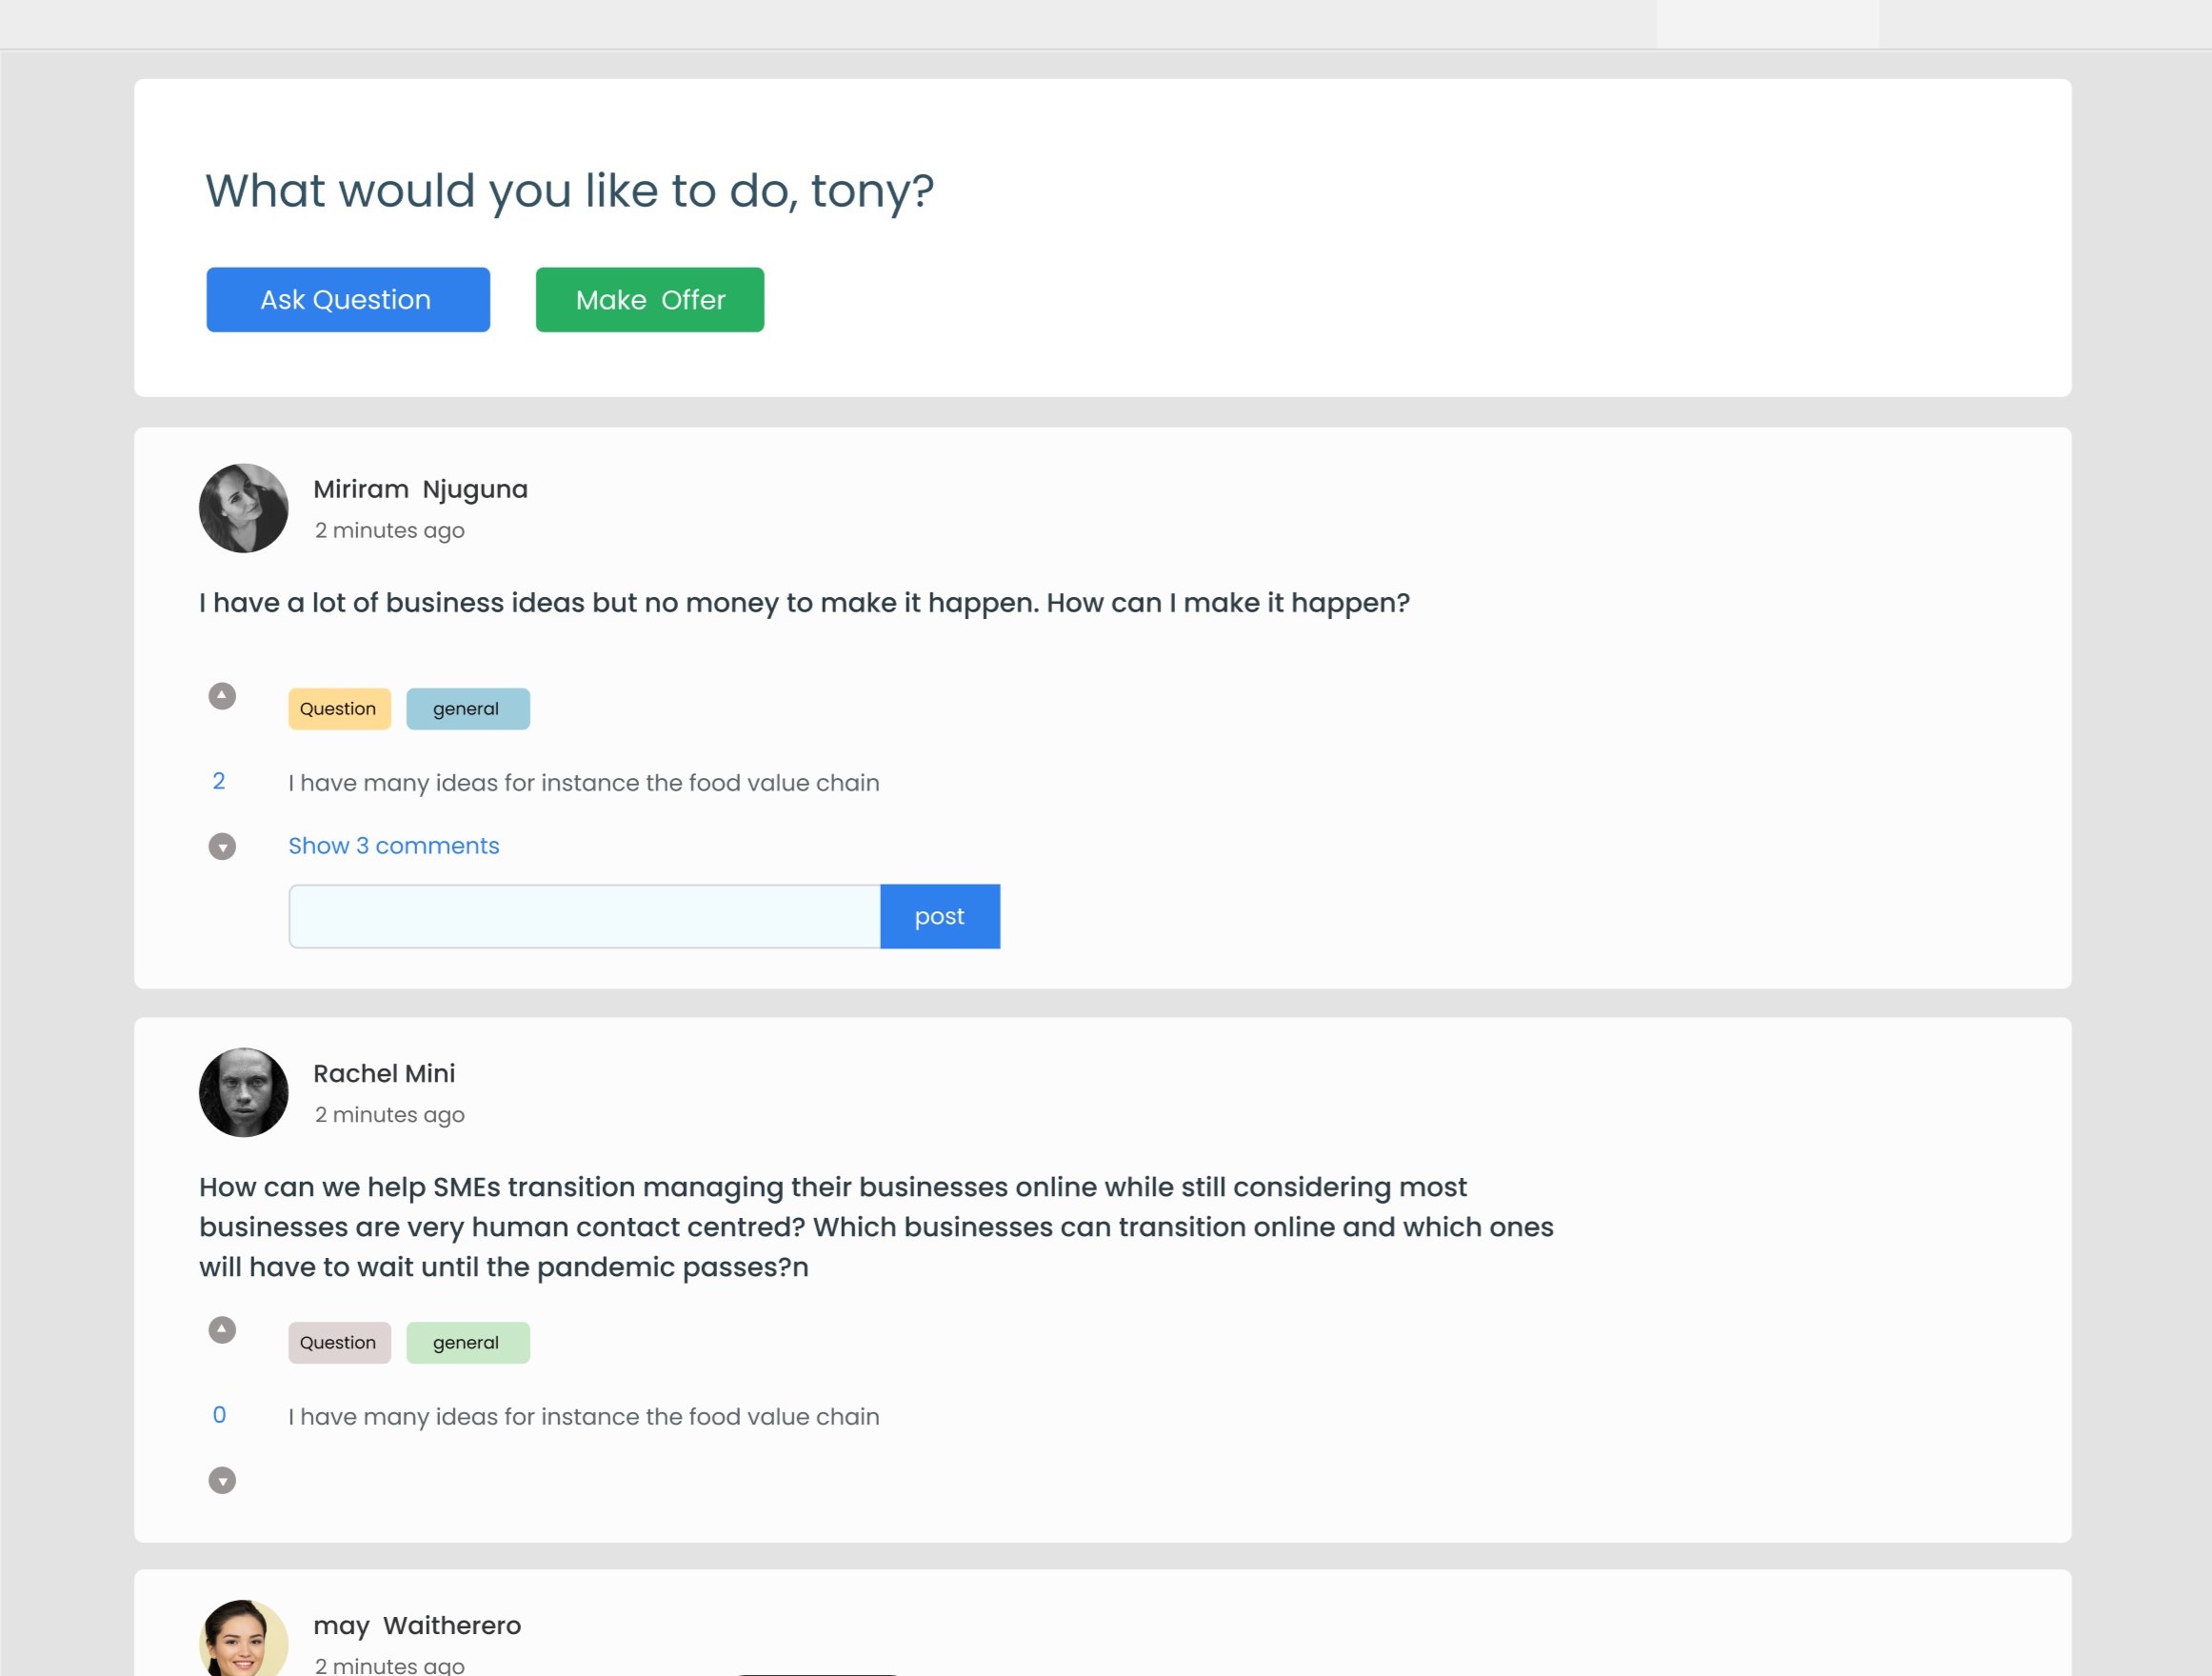 What would you like to do, tony?
Ask Question
Make Offer
Miriram Njuguna
2 minutes ago
I have a lot of business ideas but no money to make it happen. How can I make it happen?
Question
general
2
I have many ideas for instance the food value chain
Show 3 comments
post
Rachel Mini
2 minutes ago
How can we help SMEs transition managing their businesses online while still considering most
businesses are very human contact centred? Which businesses can transition online and which ones
will have to wait until the pandemic passes?n
Question
general
0
I have many ideas for instance the food value chain
may Waitherero
2 minutes ago